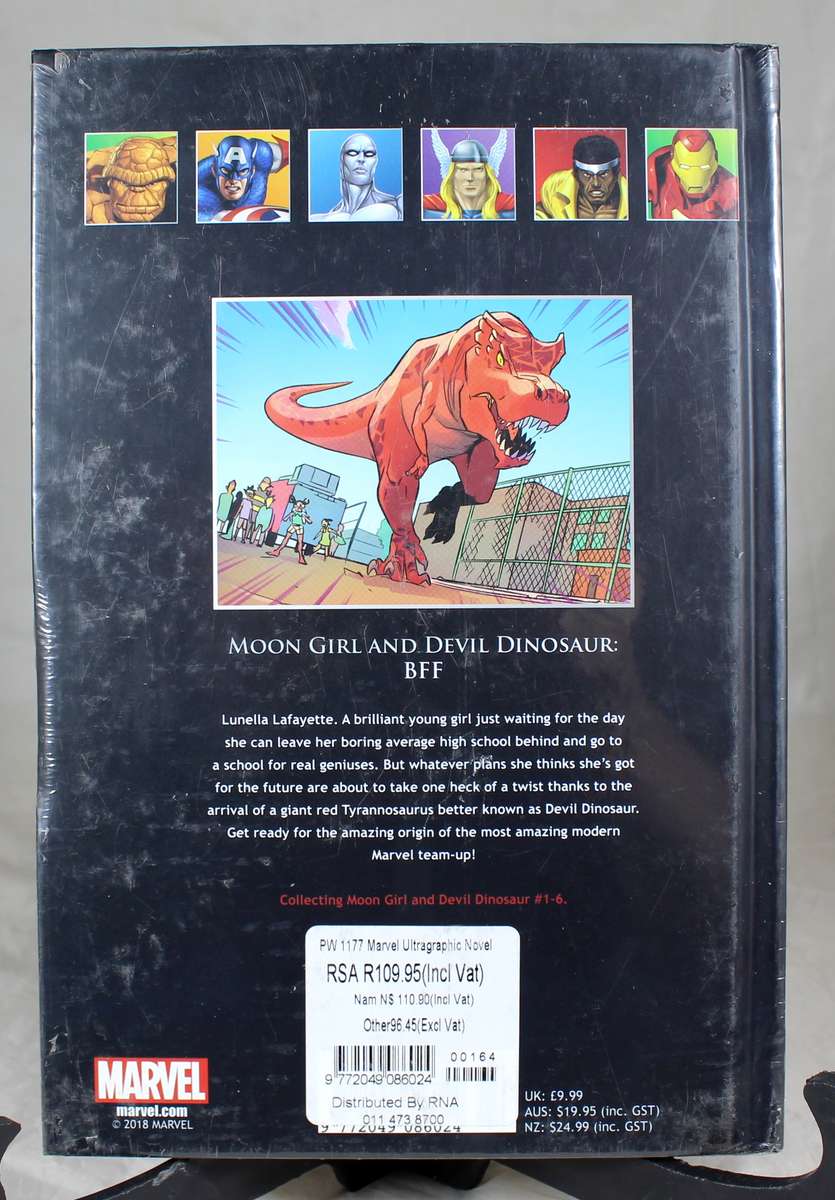 MOON GIRL AND DEVIL DINOSAUR:
BFF
Lunella Lafayette. A brilliant young girl just waiting for the day
she can leave her boring average high school behind and go to
a school for real geniuses. But whatever plans she thinks she's got
for the future are about to take one heck of a twist thanks to the
arrival of a giant red Tyrannosaurus better known as Devil Dinosaur.
Get ready for the amazing origin of the most amazing modern
Marvel team-up!
Collecting Moon Girl and Devil Dinosaur #1-6.
PW 1177 Marvel Ultragraphic Novel
RSA R109.95(Incl Vat)
Nam N$ 110.90(Incl Vat)
Other96.45(Excl Vat)
00164
9 772049 086024
Distributed By RNA
011 473 8700
9 772049 086024
MARVEL
marvel.com
© 2018 MARVEL
UK: £9.99
AUS: $19.95 (inc. GST)
NZ: $24.99 (inc. GST)